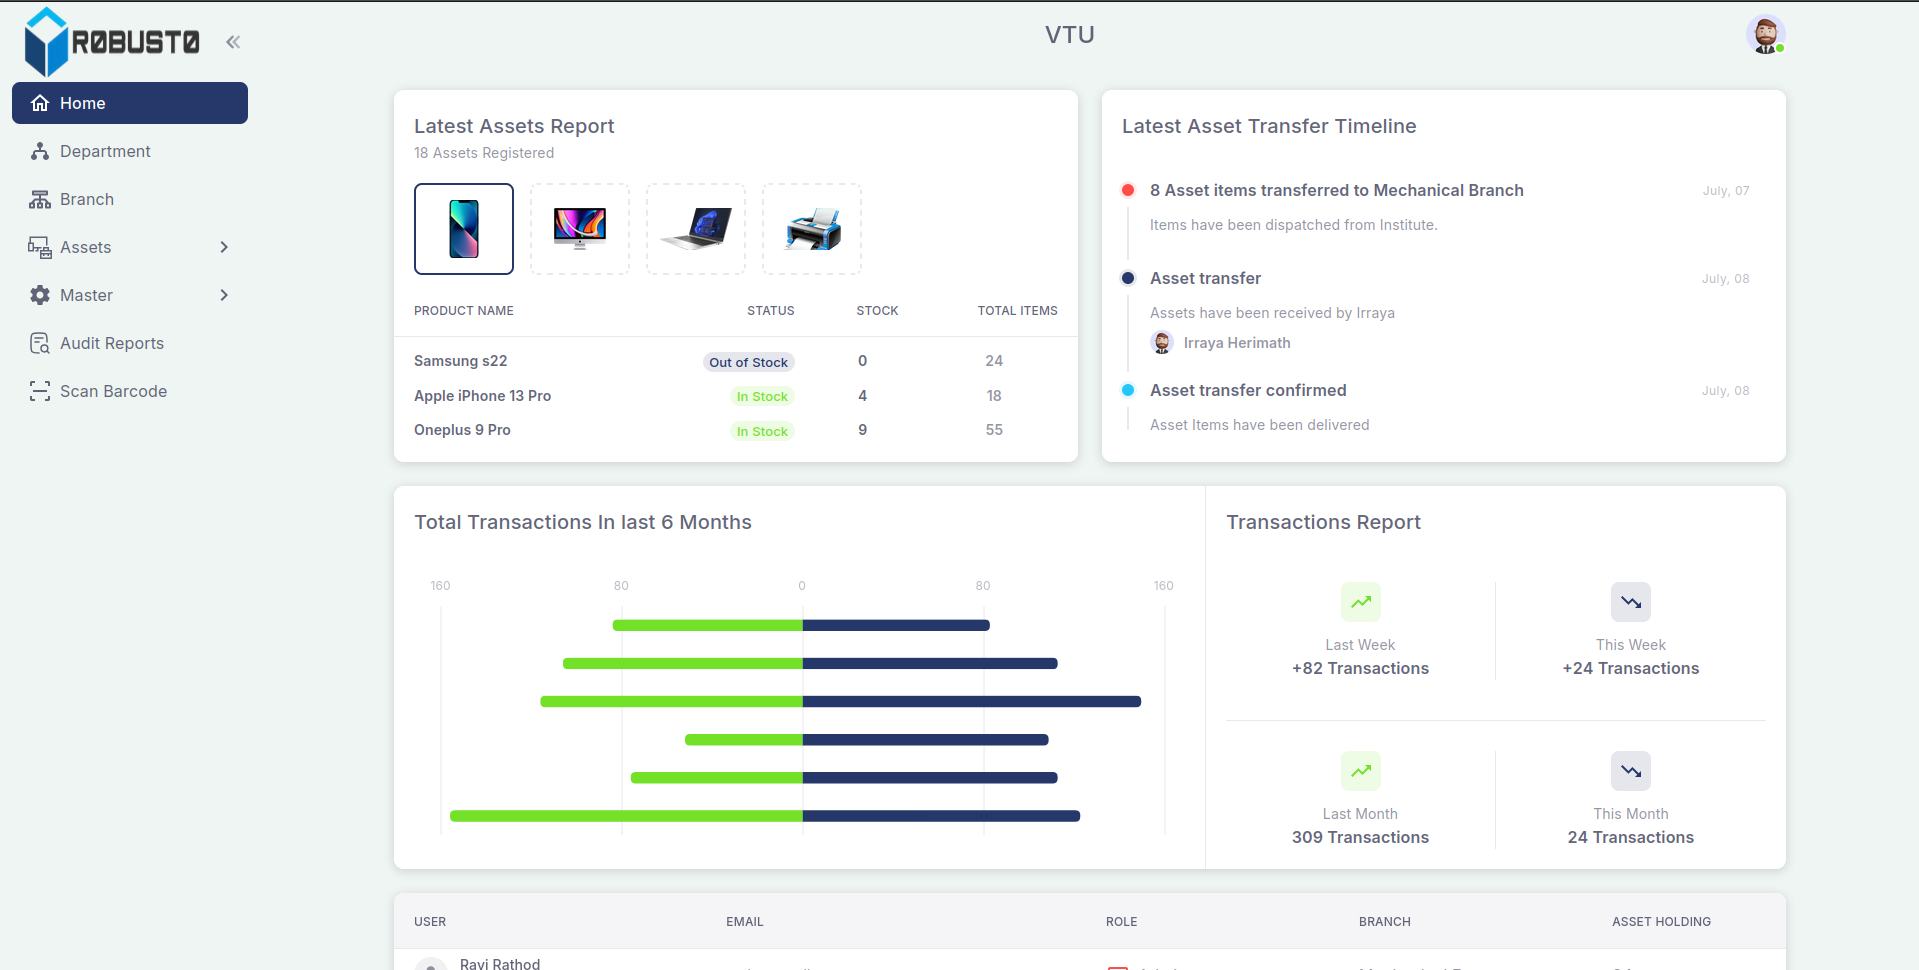 R0BUST0
VTU
Home
Department
Branch
Assets
Master
Audit Reports
Scan Barcode
Latest Assets Report
18 Assets Registered
PRODUCT NAME STATUS STOCK TOTAL ITEMS
Samsung s22 Out of Stock 0 24
Apple iPhone 13 Pro In Stock 4 18
Oneplus 9 Pro In Stock 9 55
Latest Asset Transfer Timeline
8 Asset items transferred to Mechanical Branch July, 07
Items have been dispatched from Institute.
Asset transfer July, 08
Assets have been received by Irraya
Irraya Herimath
Asset transfer confirmed July, 08
Asset Items have been delivered
Total Transactions In last 6 Months
160 80 0 80 160
Transactions Report
Last Week
+82 Transactions
This Week
+24 Transactions
Last Month
309 Transactions
This Month
24 Transactions
USER EMAIL ROLE BRANCH ASSET HOLDING
Ravi Rathod